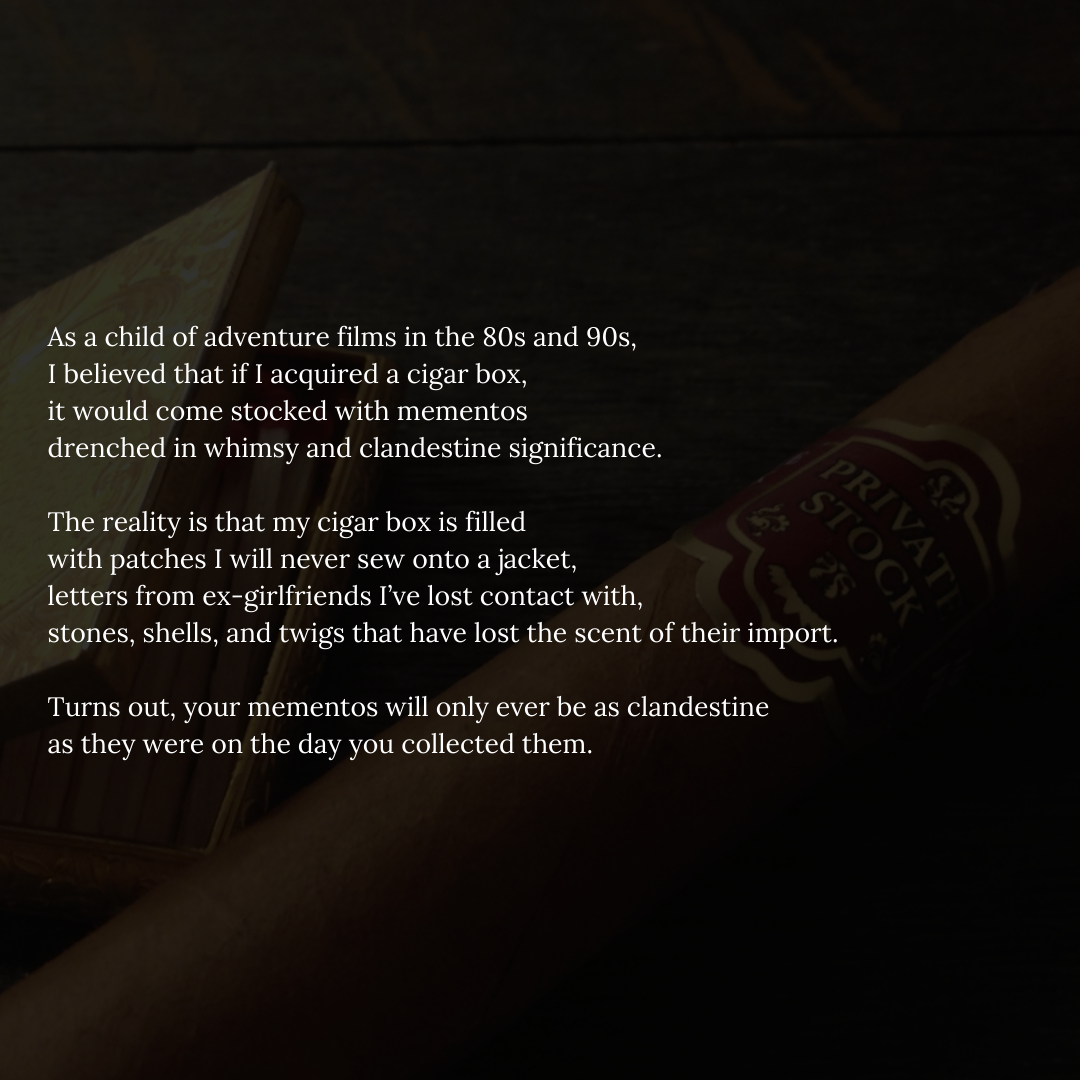 As a child of adventure films in the 80s and 90s,
I believed that if I acquired a cigar box,
it would come stocked with mementos
drenched in whimsy and clandestine significance.
The reality is that my cigar box is filled
with patches I will never sew onto a jacket,
letters from ex-girlfriends I’ve lost contact with,
stones, shells, and twigs that have lost the scent of their import.
Turns out, your mementos will only ever be as clandestine
as they were on the day you collected them.
PRIVATE
STOCK